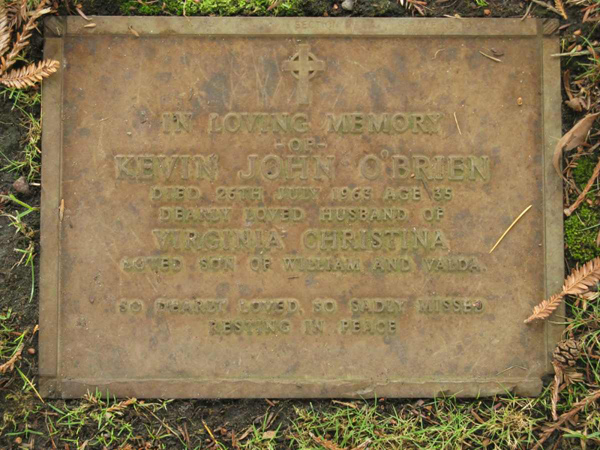 IN LOVING MEMORY
-OF-
KEVIN JOHN O'BRIEN
DIED 26TH JULY 1963 AGE 35
DEARLY LOVED HUSBAND OF
VIRGINIA CHRISTINA
LOVED SON OF WILLIAM AND VALDA.
SO DEARLY LOVED, SO SADLY MISSED
RESTING IN PEACE